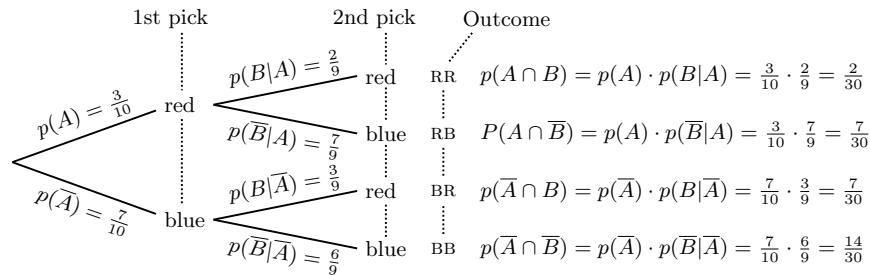 1st pick 2nd pick Outcome
p(B|A) = 2/9 red RR p(A ∩ B) = p(A) · p(B|A) = 3/10 · 2/9 = 2/30
p(A) = 3/10 red
p(B̅|A) = 7/9 blue RB P(A ∩ B̅) = p(A) · p(B̅|A) = 3/10 · 7/9 = 7/30
p(B|A̅) = 3/9 red BR p(A̅ ∩ B) = p(A̅) · p(B|A̅) = 7/10 · 3/9 = 7/30
p(A̅) = 7/10 blue
p(B̅|A̅) = 6/9 blue BB p(A̅ ∩ B̅) = p(A̅) · p(B̅|A̅) = 7/10 · 6/9 = 14/30